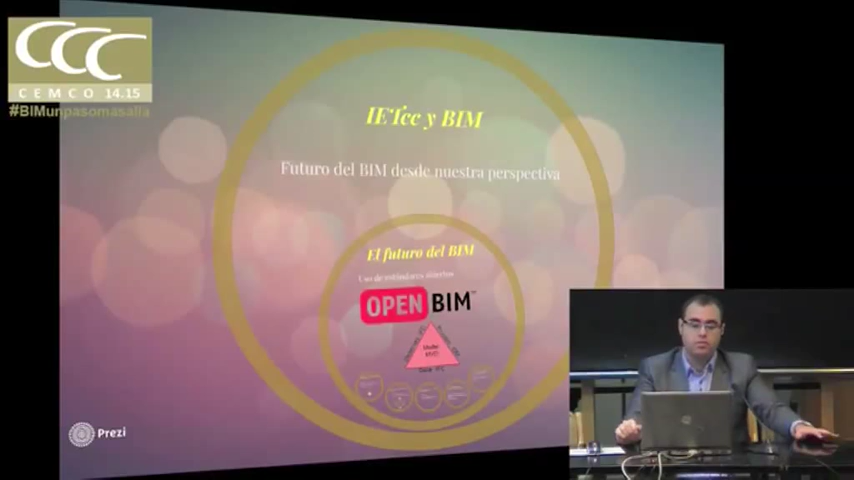 CCC
CEMCO 14.15
#BIMunpasomasalla
IETcc y BIM
Futuro del BIM desde nuestra perspectiva
El futuro del BIM
Uso de estándares abiertos
OPEN BIM™
Prezi